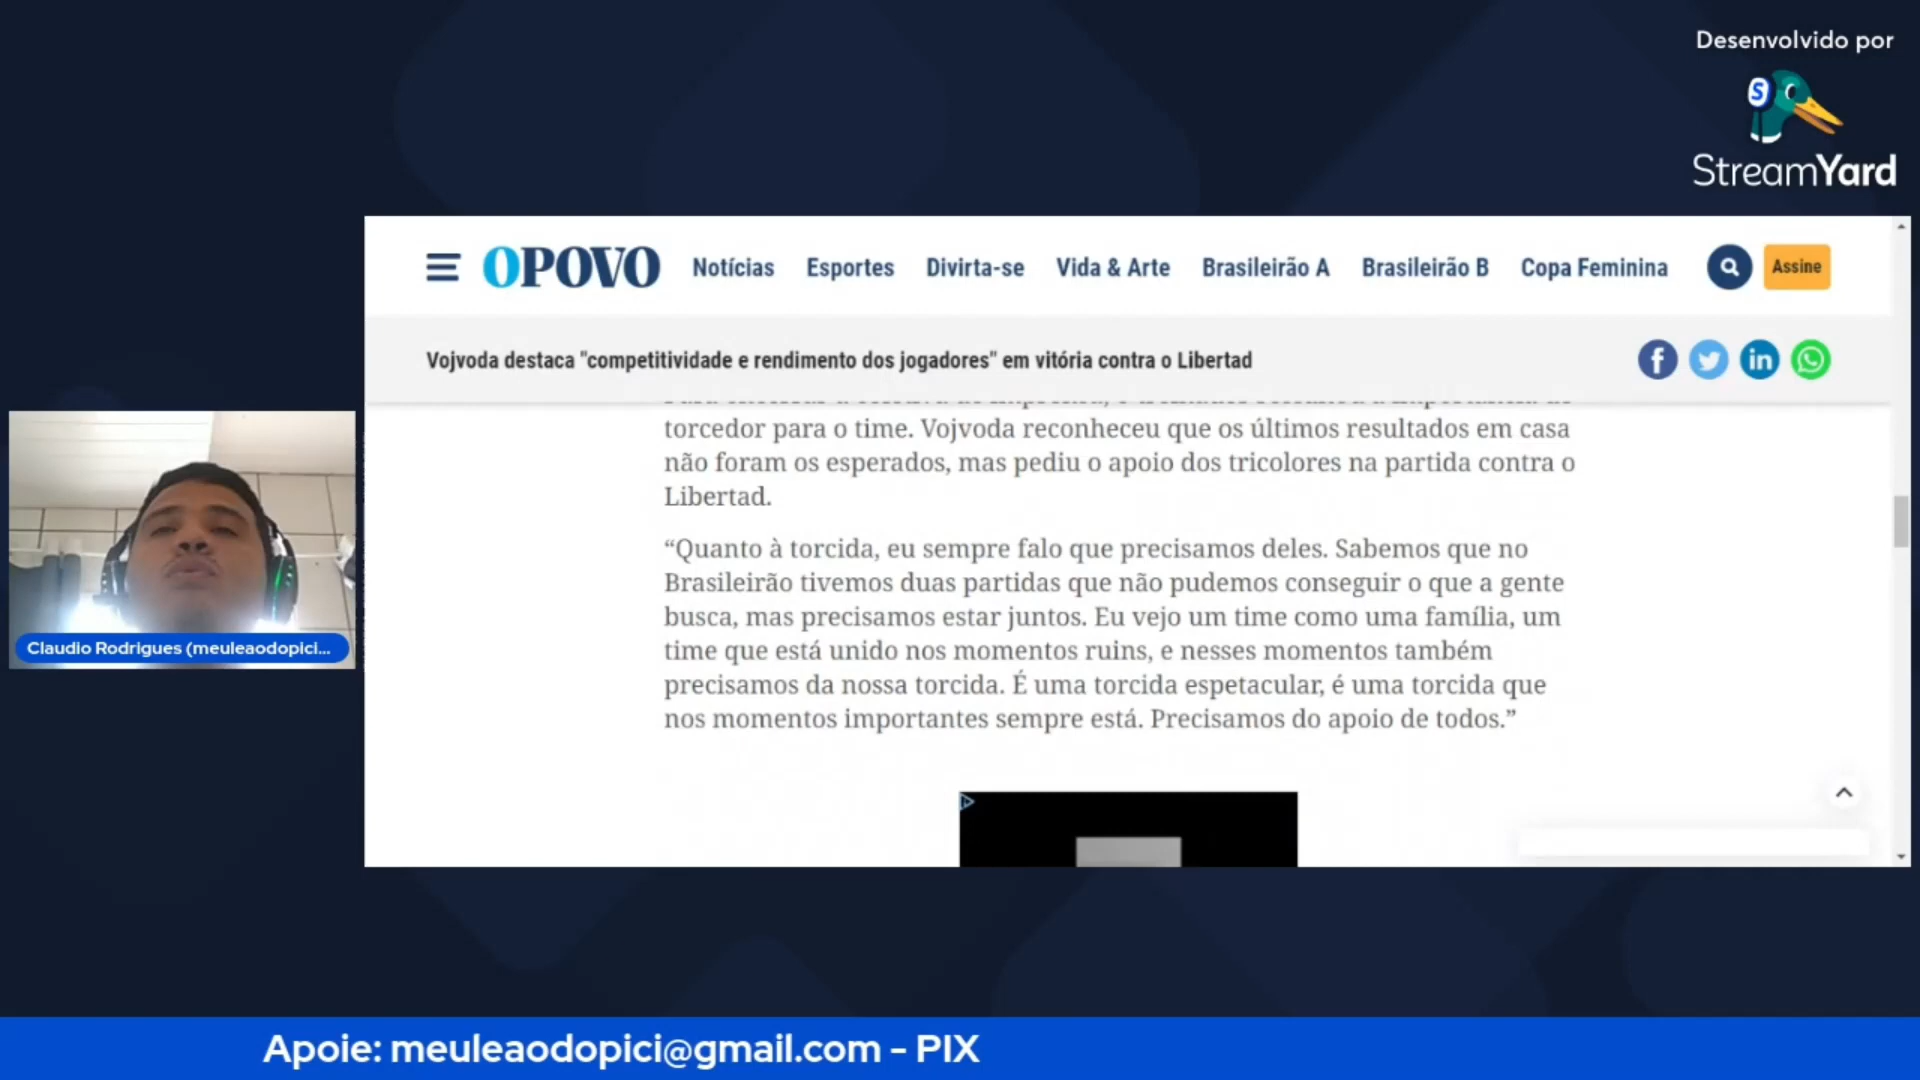 Desenvolvido por
S
StreamYard
OPOVO
Notícias Esportes Divirta-se Vida & Arte Brasileirão A Brasileirão B Copa Feminina
Assine
Vojvoda destaca "competitividade e rendimento dos jogadores" em vitória contra o Libertad
torcedor para o time. Vojvoda reconheceu que os últimos resultados em casa
não foram os esperados, mas pediu o apoio dos tricolores na partida contra o
Libertad.
“Quanto à torcida, eu sempre falo que precisamos deles. Sabemos que no
Brasileirão tivemos duas partidas que não pudemos conseguir o que a gente
busca, mas precisamos estar juntos. Eu vejo um time como uma família, um
time que está unido nos momentos ruins, e nesses momentos também
precisamos da nossa torcida. É uma torcida espetacular, é uma torcida que
nos momentos importantes sempre está. Precisamos do apoio de todos.”
Claudio Rodrigues (meuleaodopici...
Apoie: meuleaodopici@gmail.com - PIX